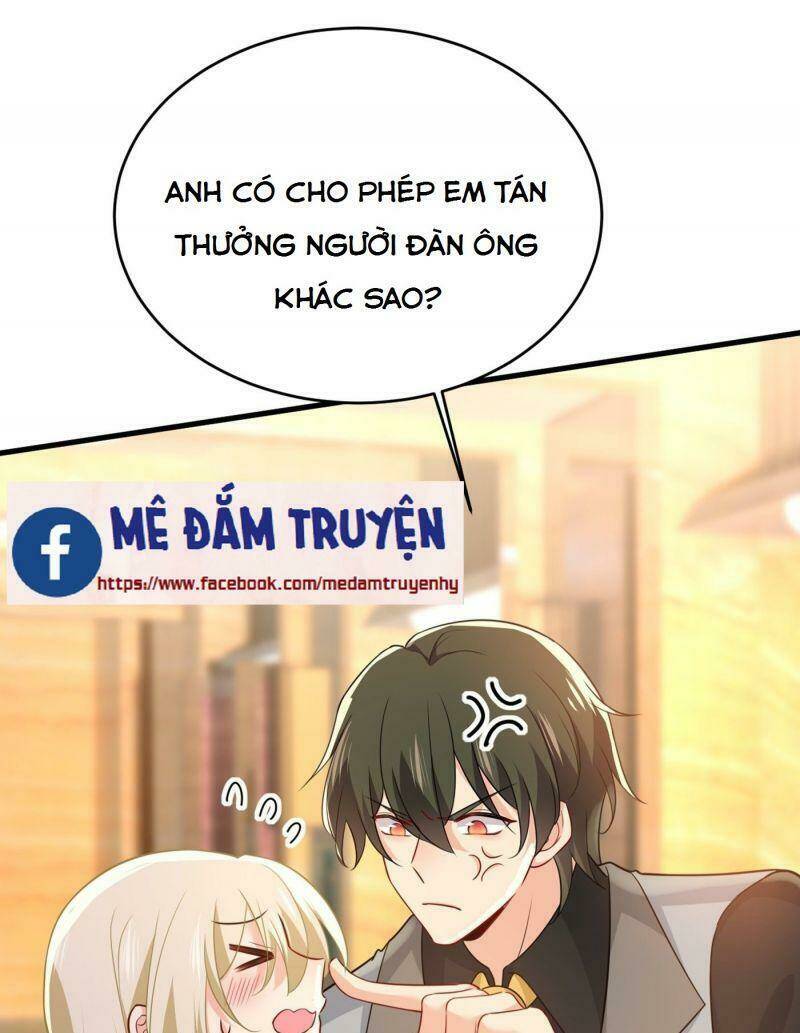 ANH CÓ CHO PHÉP EM TÁN
THƯỞNG NGƯỜI ĐÀN ÔNG
KHÁC SAO?
MÊ ĐẮM TRUYỆN
https://www.facebook.com/medamtruyenhy